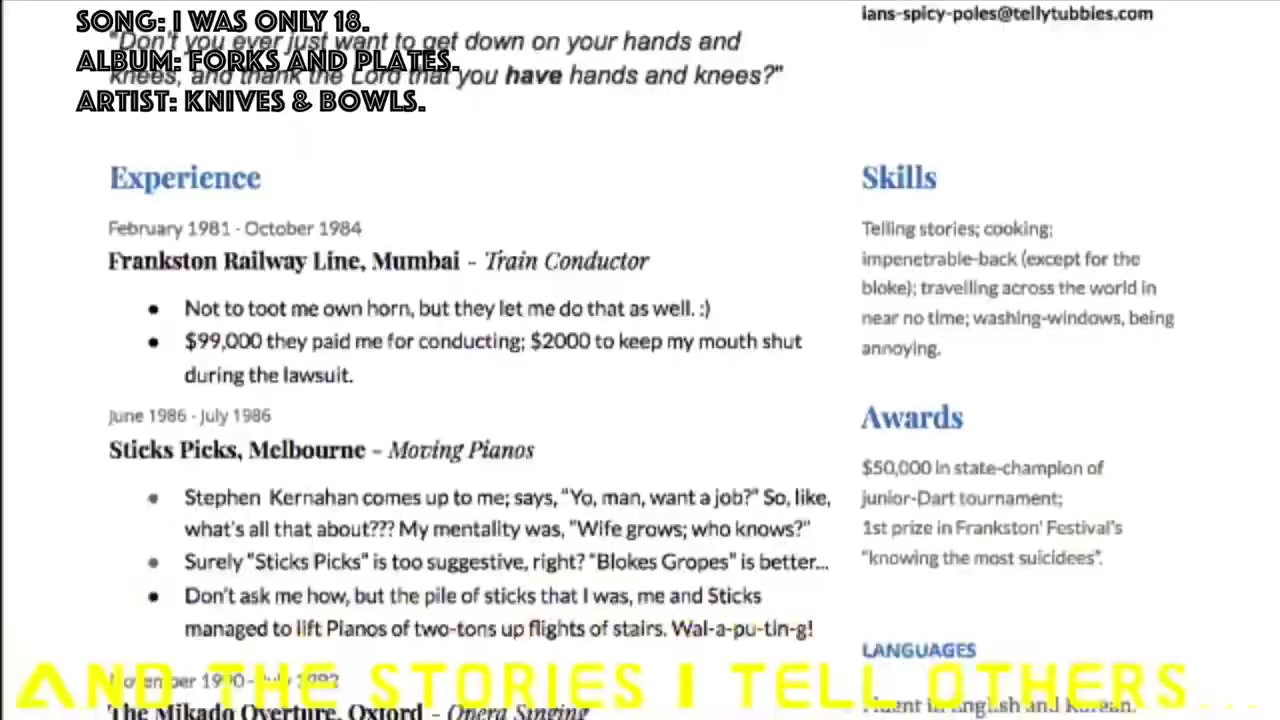 SONG: I WAS ONLY 18.
ALBUM: FORKS AND PLATES.
ARTIST: KNIVES & BOWLS.
"Don't you ever just want to get down on your hands and
knees, and thank the Lord that you have hands and knees?"
ians-spicy-poles@tellytubbies.com
Experience
February 1981 - October 1984
Frankston Railway Line, Mumbai - Train Conductor
● Not to toot me own horn, but they let me do that as well. :)
● $99,000 they paid me for conducting; $2000 to keep my mouth shut
during the lawsuit.
June 1986 - July 1986
Sticks Picks, Melbourne - Moving Pianos
● Stephen Kernahan comes up to me; says, "Yo, man, want a job?" So, like,
what's all that about??? My mentality was, "Wife grows; who knows?"
● Surely "Sticks Picks" is too suggestive, right? "Blokes Gropes" is better...
● Don't ask me how, but the pile of sticks that I was, me and Sticks
managed to lift Pianos of two-tons up flights of stairs. Wal-a-pu-tin-g!
November 1990 - July 1992
The Mikado Overture, Oxford - Opera Singing
Skills
Telling stories; cooking;
impenetrable-back (except for the
bloke); travelling across the world in
near no time; washing-windows, being
annoying.
Awards
$50,000 in state-champion of
junior-Dart tournament;
1st prize in Frankston' Festival's
"knowing the most suicidees".
LANGUAGES
Fluent in English and Korean.
AND THE STORIES I TELL OTHERS...